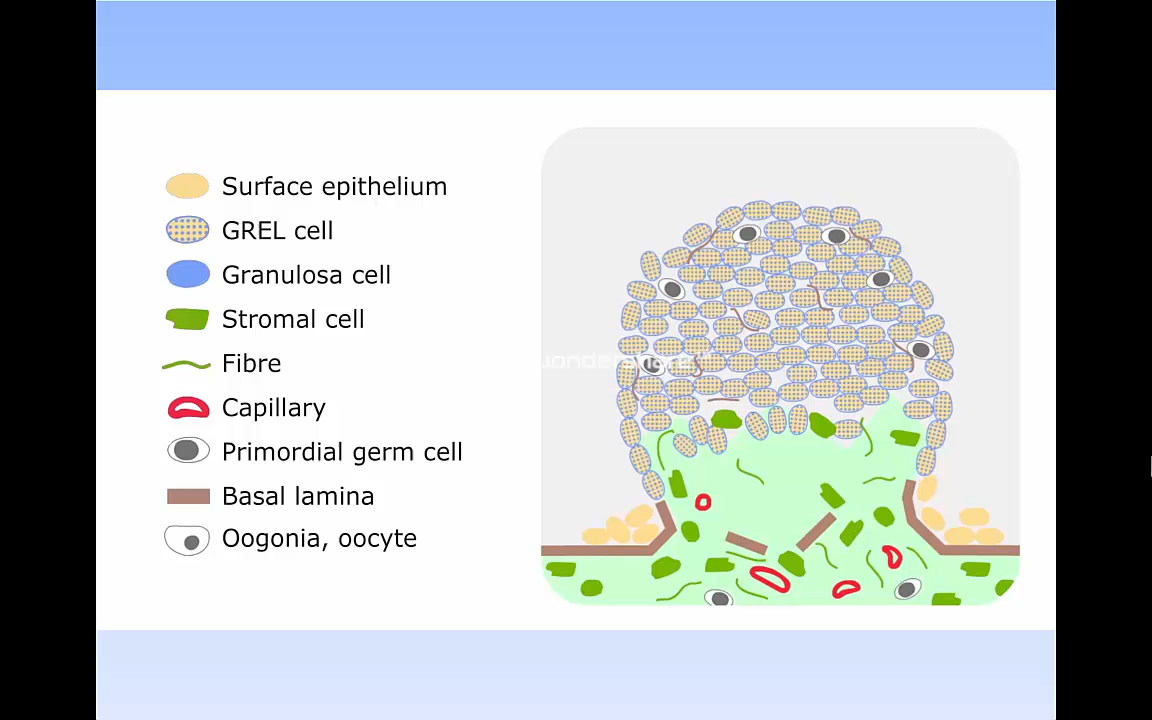 Surface epithelium
GREL cell
Granulosa cell
Stromal cell
Fibre
Capillary
Primordial germ cell
Basal lamina
Oogonia, oocyte